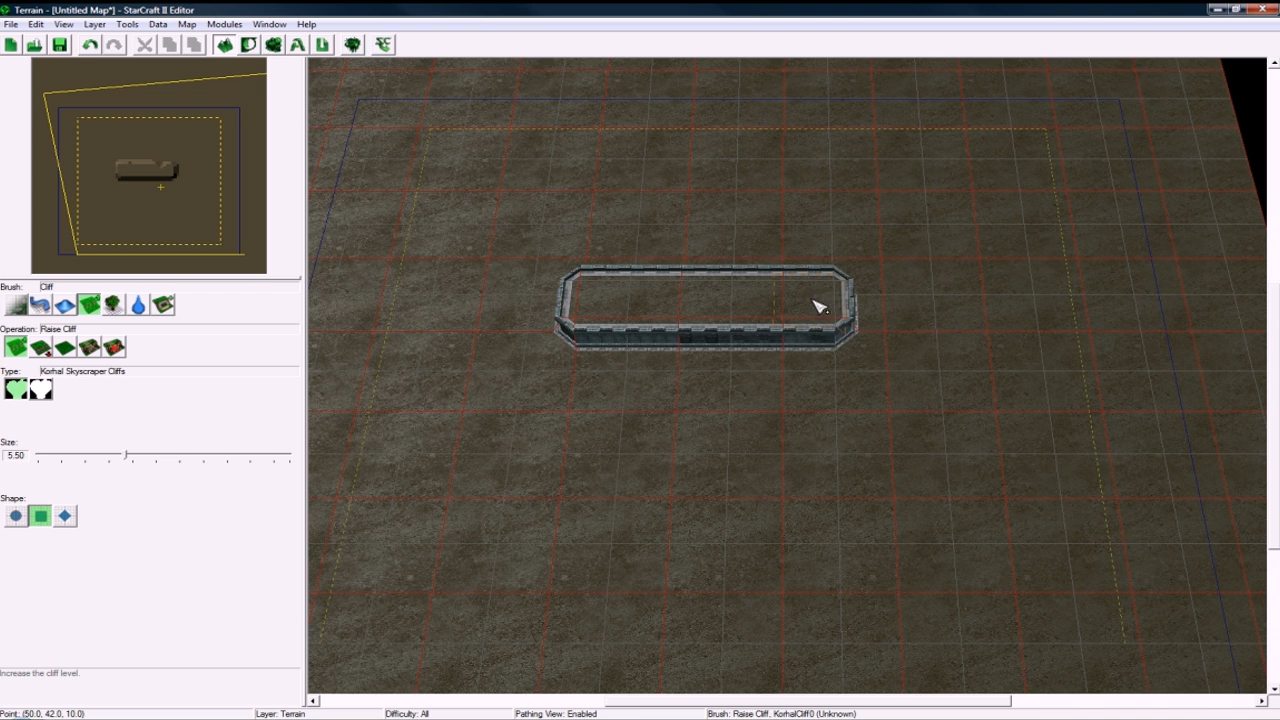 Terrain - [Untitled Map*] - StarCraft II Editor
File Edit View Layer Tools Data Map Modules Window Help
Brush: Cliff
Operation: Raise Cliff
Type: Korhal Skyscraper Cliffs
Size:
5.50
Shape:
Increase the cliff level.
Point: (50.0, 42.0, 10.0) Layer: Terrain Difficulty: All Pathing View: Enabled Brush: Raise Cliff, KorhalCliff0 (Unknown)